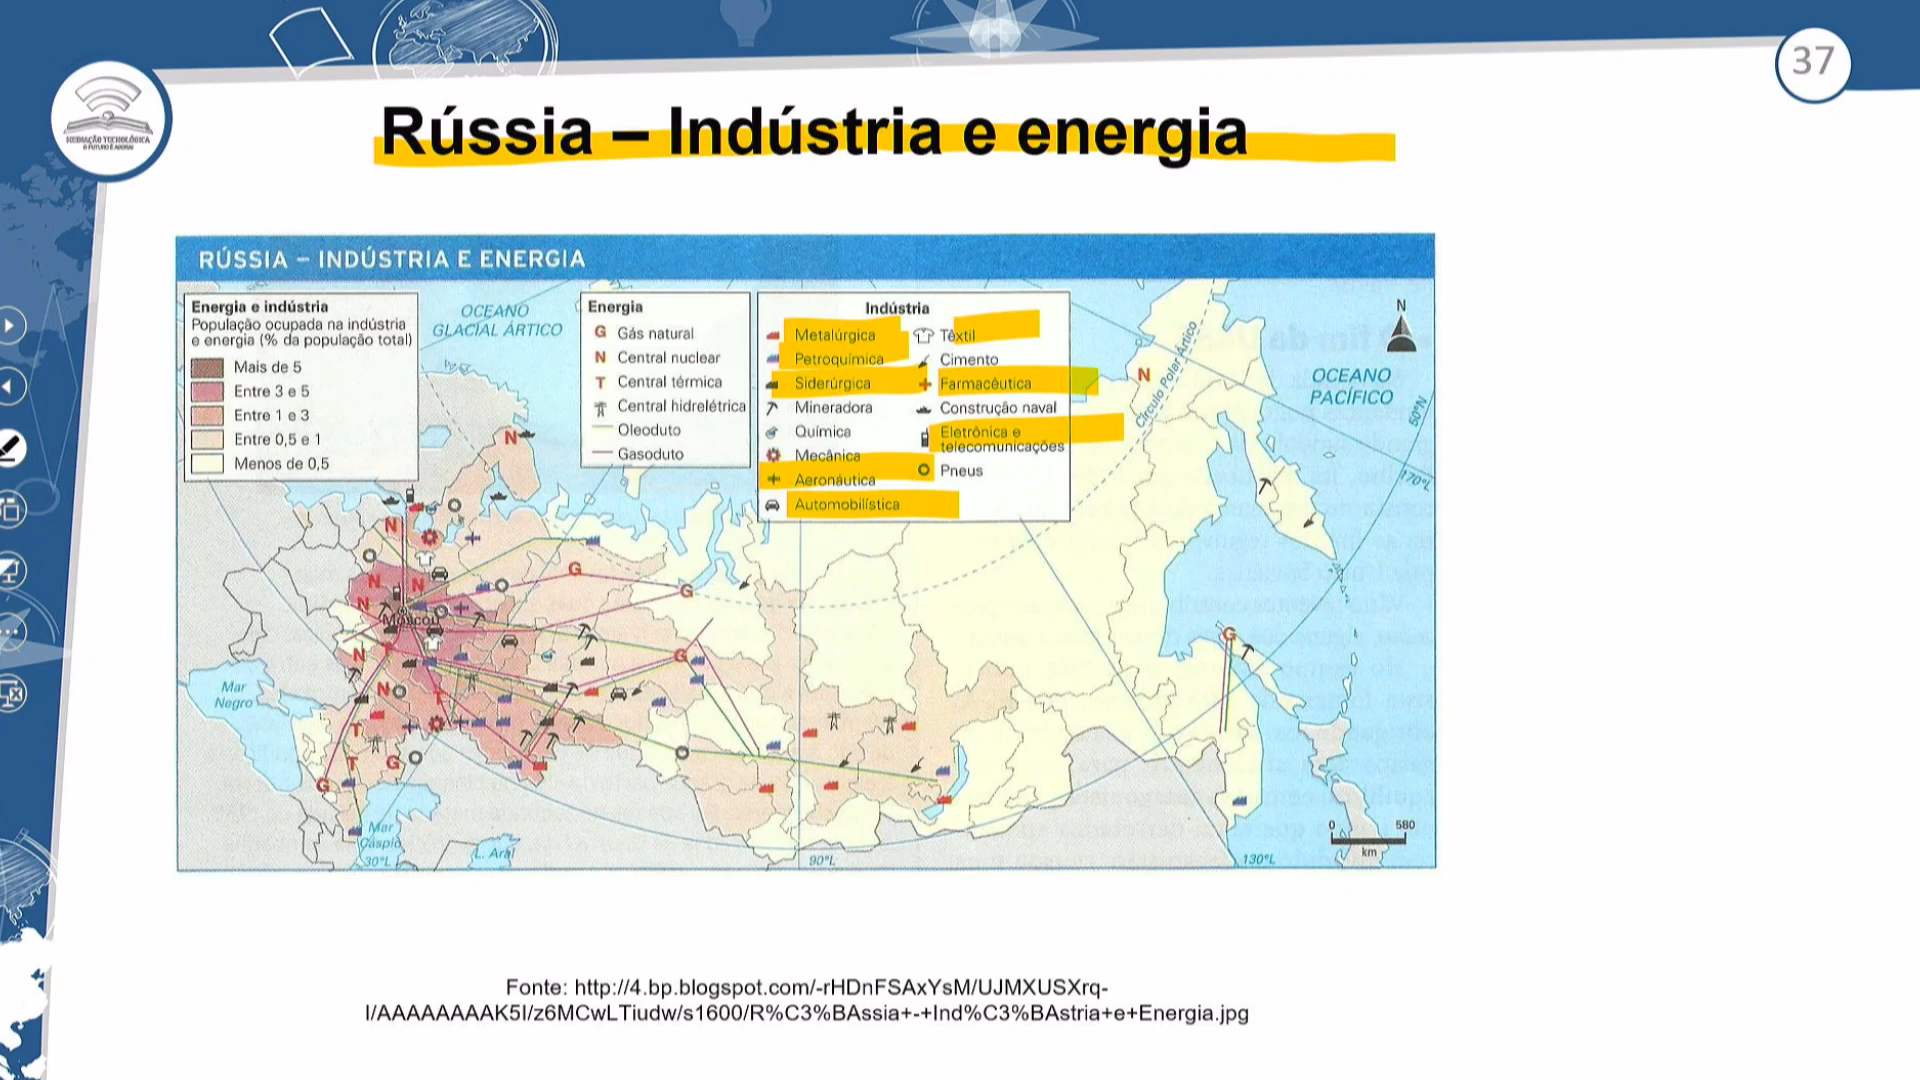 37
MEDIAÇÃO TECNOLÓGICA
O FUTURO É AGORA!
Rússia – Indústria e energia
RÚSSIA – INDÚSTRIA E ENERGIA
Energia e indústria
População ocupada na indústria
e energia (% da população total)
Mais de 5
Entre 3 e 5
Entre 1 e 3
Entre 0,5 e 1
Menos de 0,5
OCEANO
GLACIAL ÁRTICO
Energia
G Gás natural
N Central nuclear
T Central térmica
Central hidrelétrica
Oleoduto
Gasoduto
Indústria
Metalúrgica
Petroquímica
Siderúrgica
Mineradora
Química
Mecânica
Aeronáutica
Automobilística
Têxtil
Cimento
Farmacêutica
Construção naval
Eletrônica e
telecomunicações
Pneus
Círculo Polar Ártico
N
OCEANO
PACÍFICO
50°N
170°L
N
N
N
N
N
N
N
N
Moscou
G
G
G
G
G
G
T
T
T
T
Mar
Negro
Mar
Cáspio
30°L
L. Aral
90°L
130°L
0 580
km
Fonte: http://4.bp.blogspot.com/-rHDnFSAxYsM/UJMXUSXrq-
I/AAAAAAAAK5I/z6MCwLTiudw/s1600/R%C3%BAssia+-+Ind%C3%BAstria+e+Energia.jpg